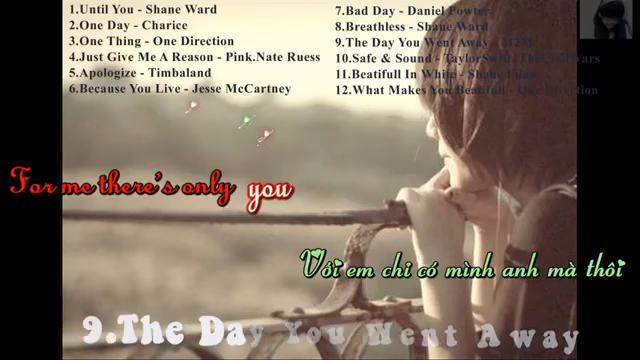 1.Until You - Shane Ward
2.One Day - Charice
3.One Thing - One Direction
4.Just Give Me A Reason - Pink.Nate Ruess
5.Apologize - Timbaland
6.Because You Live - Jesse McCartney
7.Bad Day - Daniel Powter
8.Breathless - Shane Ward
9.The Day You Went Away -
10.Safe & Sound - TaylorSwift
11.Beatifull In White - Shane
12.What Makes You Beatifull - One Direction
For me there's only you
Với em chỉ có mình anh mà thôi
9.The Day You Went Away